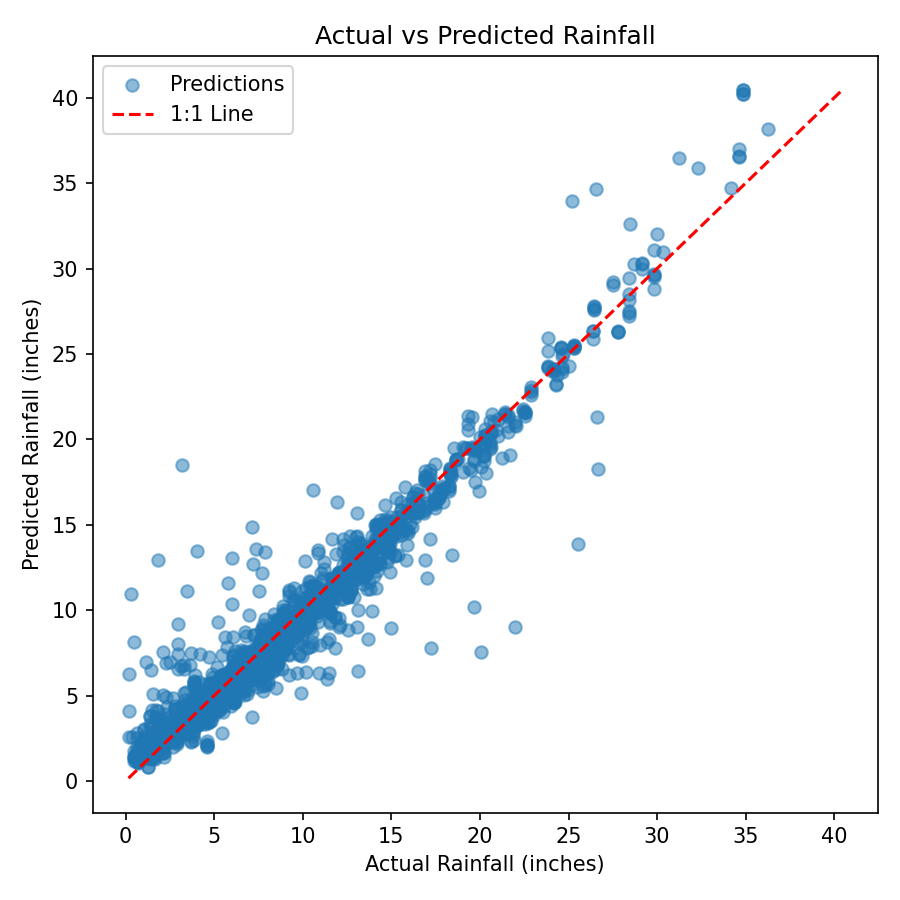 Actual vs Predicted Rainfall
Predictions
1:1 Line
Predicted Rainfall (inches)
40
35
30
25
20
15
10
5
0
0 5 10 15 20 25 30 35 40
Actual Rainfall (inches)